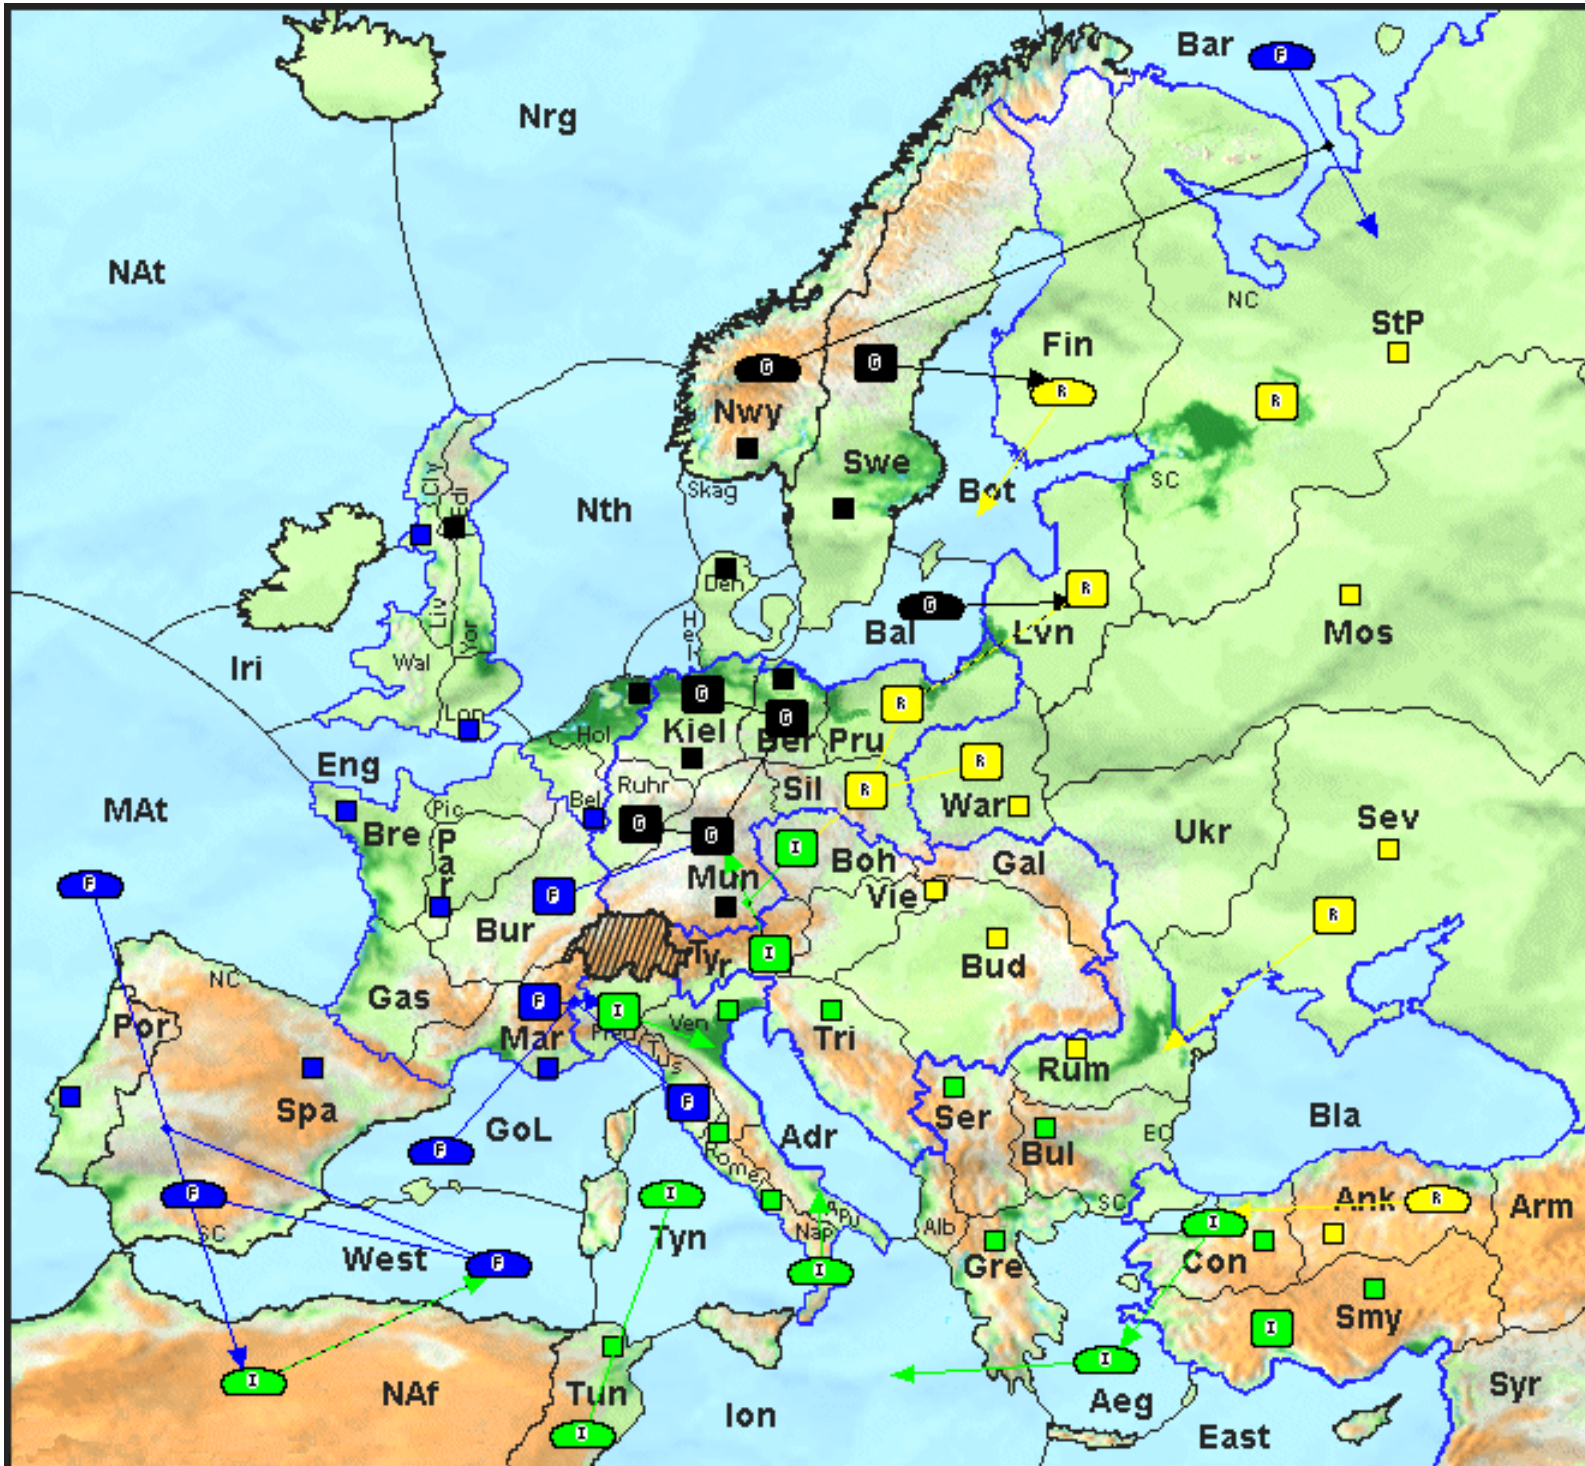 Bar
F
Nrg
NAt
NC
StP
Fin
G
G
R
R
Nwy
Swe
Bot
SC
Cly
Edi
Skag
Nth
Den
Hel
R
G
Bal
Lvn
Mos
Liv
Yor
Wal
Iri
Lon
G
R
Kiel
G
Ber
Pru
Hol
Eng
R
R
Sil
War
Ruhr
Bel
Pic
MAt
Bre
Par
G
G
I
Boh
Gal
Ukr
Sev
Mun
Vie
F
F
R
Bur
Tyr
I
Bud
NC
Gas
F
I
Por
Mar
Pied
Ven
Tri
Tus
Rum
Spa
F
Ser
Bla
GoL
Adr
Bul
EC
F
Rome
F
I
Apu
SC
Ank
R
Arm
SC
West
Tyn
Nap
Alb
I
Con
F
I
Gre
Smy
I
I
I
NAf
Tun
Aeg
Syr
Ion
I
East